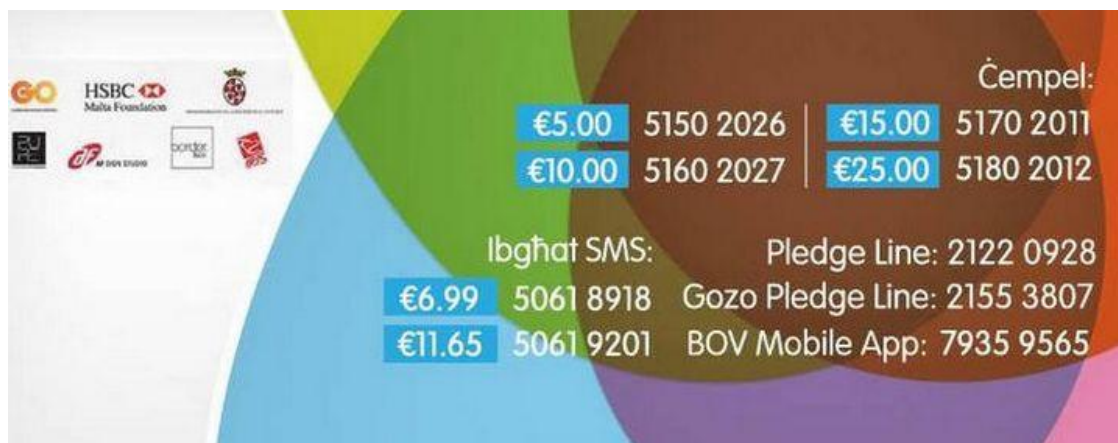 GO
HSBC
Malta Foundation
PURE
border
Ċempel:
€5.00 5150 2026 €15.00 5170 2011
€10.00 5160 2027 €25.00 5180 2012
Ibgħat SMS:
€6.99 5061 8918
€11.65 5061 9201
Pledge Line: 2122 0928
Gozo Pledge Line: 2155 3807
BOV Mobile App: 7935 9565